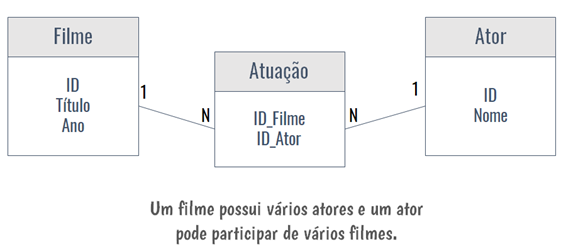 Filme
ID
Título
Ano
1
N
Atuação
ID_Filme
ID_Ator
N
1
Ator
ID
Nome
Um filme possui vários atores e um ator
pode participar de vários filmes.